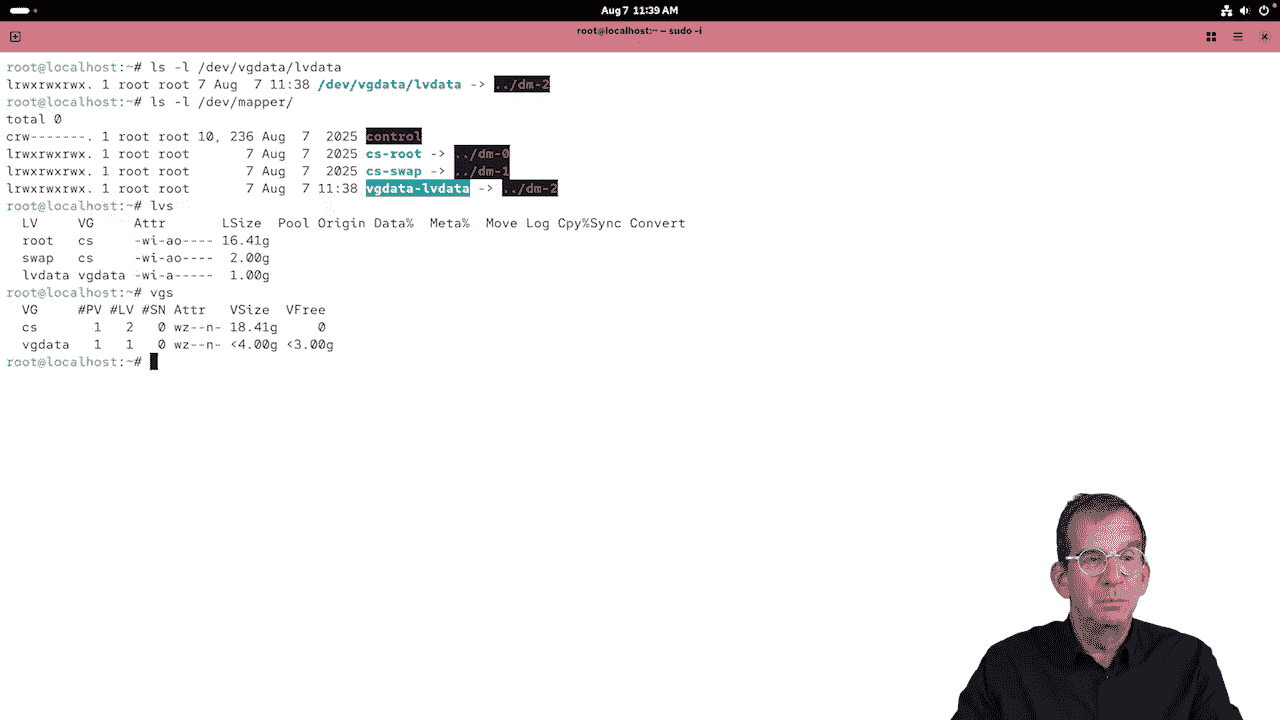 Aug 7 11:39 AM
root@localhost:~ — sudo -i
root@localhost:~# ls -l /dev/vgdata/lvdata
lrwxrwxrwx. 1 root root 7 Aug  7 11:38 /dev/vgdata/lvdata -> ../dm-2
root@localhost:~# ls -l /dev/mapper/
total 0
crw-------. 1 root root 10, 236 Aug  7  2025 control
lrwxrwxrwx. 1 root root       7 Aug  7  2025 cs-root -> ../dm-0
lrwxrwxrwx. 1 root root       7 Aug  7  2025 cs-swap -> ../dm-1
lrwxrwxrwx. 1 root root       7 Aug  7 11:38 vgdata-lvdata -> ../dm-2
root@localhost:~# lvs
  LV     VG     Attr       LSize  Pool Origin Data%  Meta%  Move Log Cpy%Sync Convert
  root   cs     -wi-ao---- 16.41g
  swap   cs     -wi-ao----  2.00g
  lvdata vgdata -wi-a-----  1.00g
root@localhost:~# vgs
  VG     #PV #LV #SN Attr   VSize  VFree
  cs       1   2   0 wz--n- 18.41g     0
  vgdata   1   1   0 wz--n- <4.00g <3.00g
root@localhost:~#